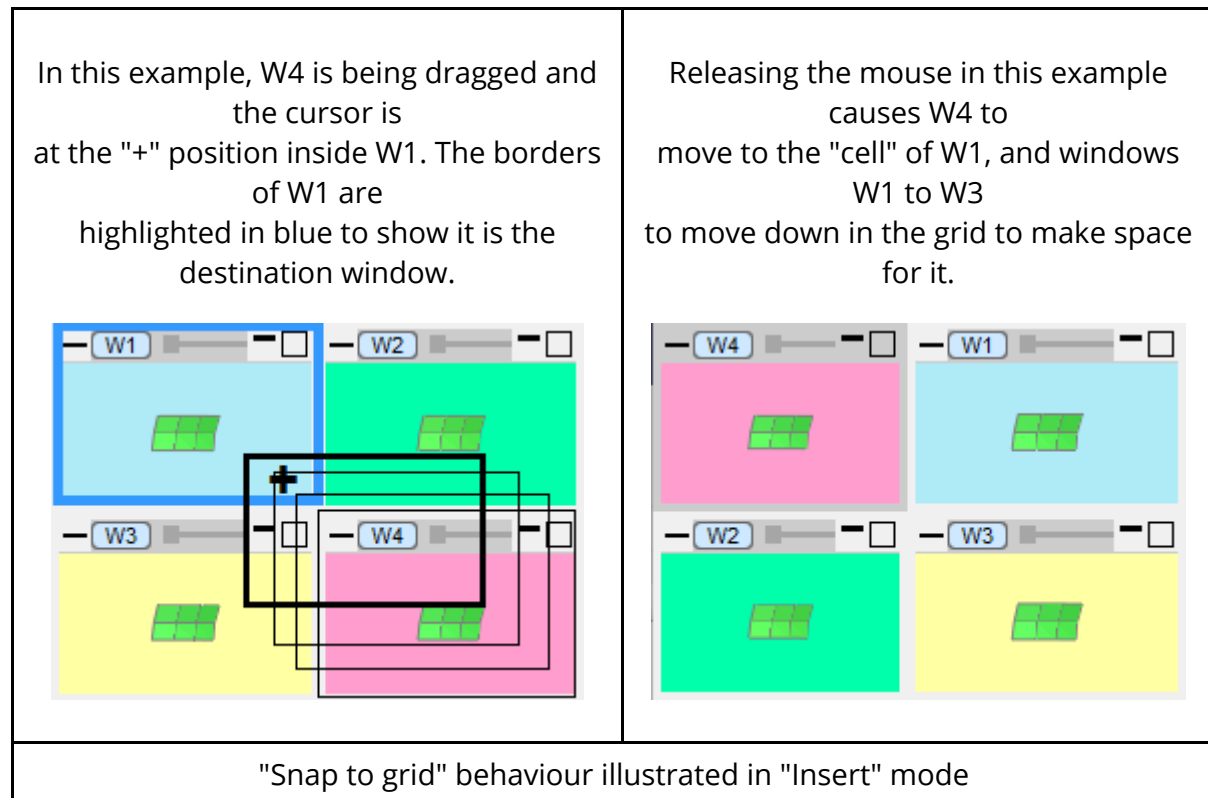 In this example, W4 is being dragged and
the cursor is
at the "+" position inside W1. The borders
of W1 are
highlighted in blue to show it is the
destination window.
W1
W2
W3
W4
Releasing the mouse in this example
causes W4 to
move to the "cell" of W1, and windows
W1 to W3
to move down in the grid to make space
for it.
W4
W1
W2
W3
"Snap to grid" behaviour illustrated in "Insert" mode